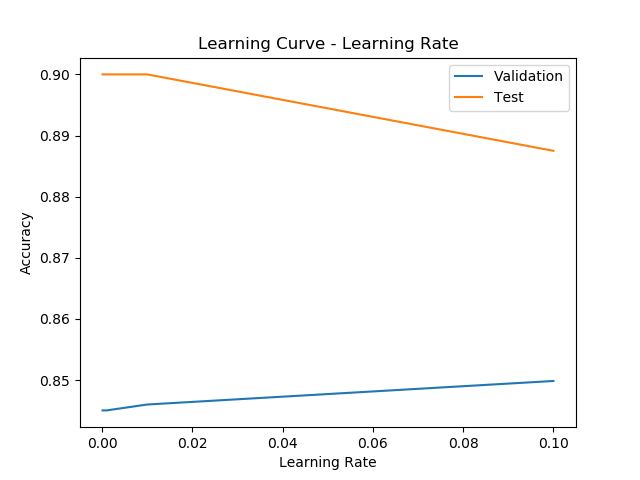 Learning Curve - Learning Rate
Validation
Test
Accuracy
0.90
0.89
0.88
0.87
0.86
0.85
0.00 0.02 0.04 0.06 0.08 0.10
Learning Rate